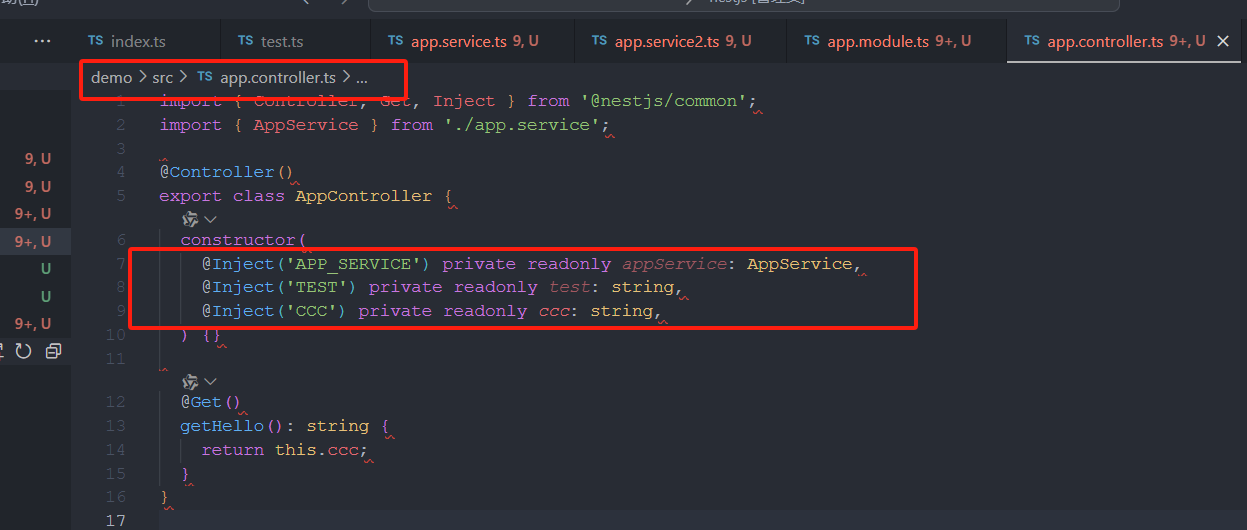 index.ts
test.ts
app.service.ts 9, U
app.service2.ts 9, U
app.module.ts 9+, U
app.controller.ts 9+, U
TS
TS
TS
TS
TS
TS
demo > src > TS app.controller.ts > ...
9, U
9, U
9+, U
9+, U
U
U
9+, U
1 import { Controller, Get, Inject } from '@nestjs/common';
2 import { AppService } from './app.service';
3
4 @Controller()
5 export class AppController {
6 constructor(
7 @Inject('APP_SERVICE') private readonly appService: AppService,
8 @Inject('TEST') private readonly test: string,
9 @Inject('CCC') private readonly ccc: string,
10 ) {}
11
12 @Get()
13 getHello(): string {
14 return this.ccc;
15 }
16 }
17